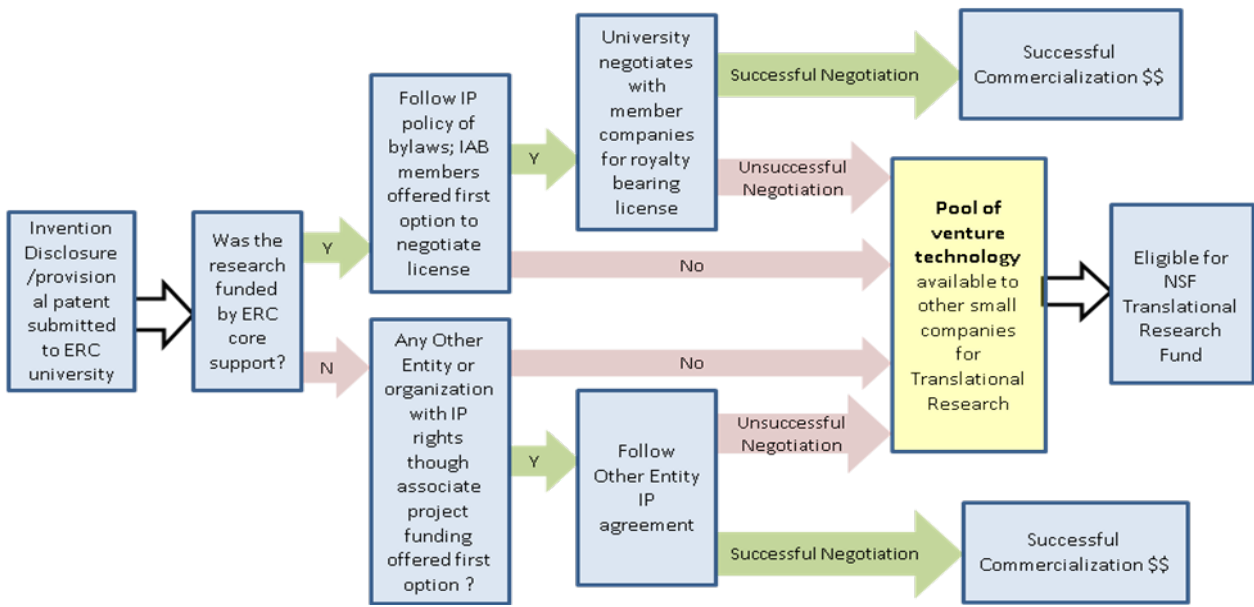 Invention
Disclosure
/provision
al patent
submitted
to ERC
university
Was the
research
funded
by ERC
core
support?
Y
N
Follow IP
policy of
bylaws; IAB
members
offered first
option to
negotiate
license
Any Other
Entity or
organization
with IP
rights
though
associate
project
funding
offered first
option ?
Y
No
No
Y
University
negotiates
with
member
companies
for royalty
bearing
license
Follow
Other Entity
IP
agreement
Successful Negotiation
Unsuccessful
Negotiation
Unsuccessful
Negotiation
Successful Negotiation
Successful
Commercialization $$
Pool of
venture
technology
available to
other small
companies
for
Translational
Research
Eligible for
NSF
Translational
Research
Fund
Successful
Commercialization $$